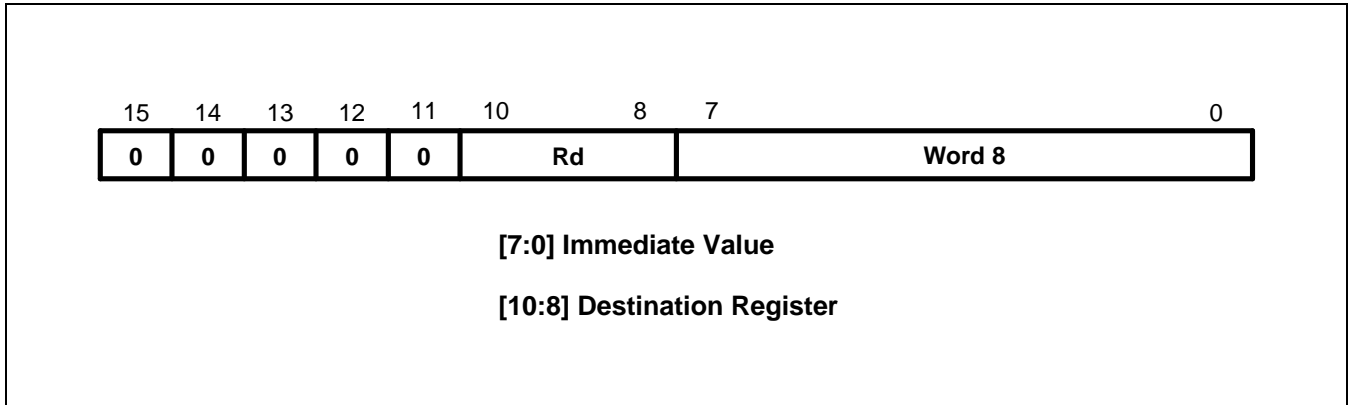 15 14 13 12 11 10 8 7 0
0 0 0 0 0 Rd Word 8
[7:0] Immediate Value
[10:8] Destination Register